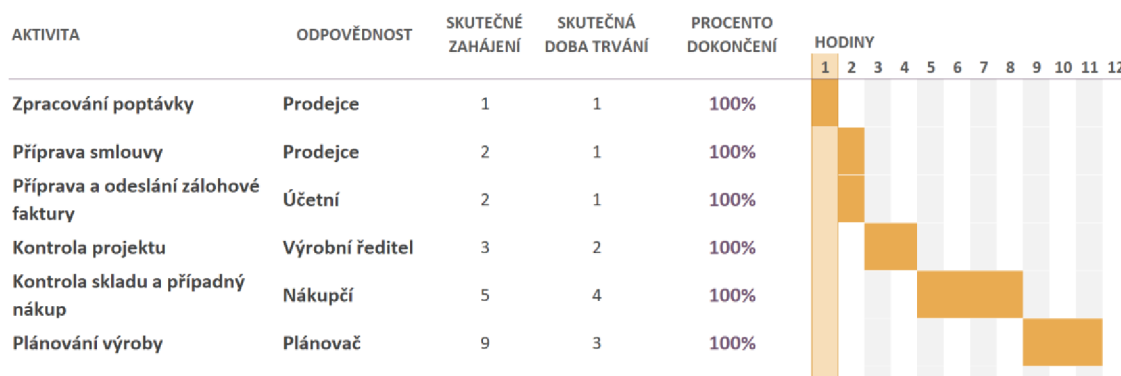 AKTIVITA ODPOVĚDNOST SKUTEČNÉ ZAHÁJENÍ SKUTEČNÁ DOBA TRVÁNÍ PROCENTO DOKONČENÍ HODINY
1 2 3 4 5 6 7 8 9 10 11 12
Zpracování poptávky Prodejce 1 1 100%
Příprava smlouvy Prodejce 2 1 100%
Příprava a odeslání zálohové
faktury Účetní 2 1 100%
Kontrola projektu Výrobní ředitel 3 2 100%
Kontrola skladu a případný
nákup Nákupčí 5 4 100%
Plánování výroby Plánovač 9 3 100%